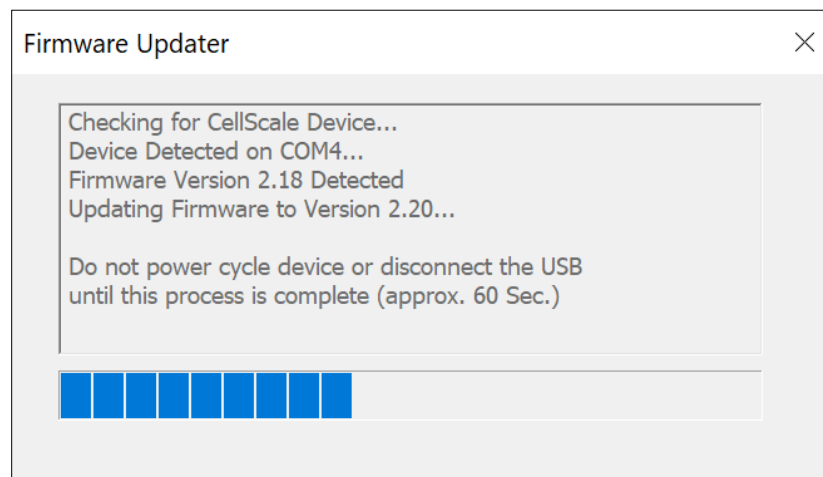 Firmware Updater
Checking for CellScale Device...
Device Detected on COM4...
Firmware Version 2.18 Detected
Updating Firmware to Version 2.20...
Do not power cycle device or disconnect the USB
until this process is complete (approx. 60 Sec.)